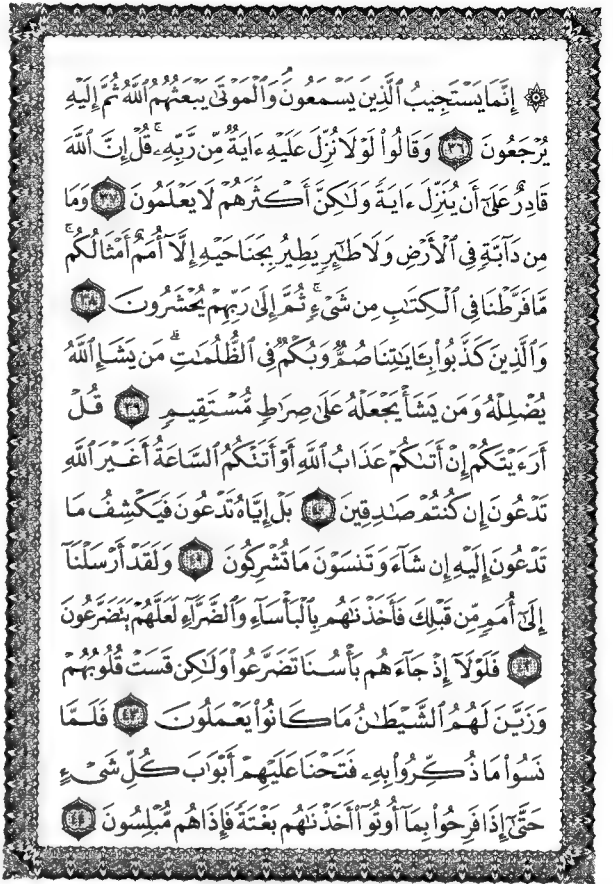 ۞ إِنَّمَا يَسْتَجِيبُ ٱلَّذِينَ يَسْمَعُونَ ۘ وَٱلْمَوْتَىٰ يَبْعَثُهُمُ ٱللَّهُ ثُمَّ إِلَيْهِ
يُرْجَعُونَ ﴿٣٦﴾ وَقَالُوا۟ لَوْلَا نُزِّلَ عَلَيْهِ ءَايَةٌ مِّن رَّبِّهِۦ ۚ قُلْ إِنَّ ٱللَّهَ
قَادِرٌ عَلَىٰٓ أَن يُنَزِّلَ ءَايَةً وَلَٰكِنَّ أَكْثَرَهُمْ لَا يَعْلَمُونَ ﴿٣٧﴾ وَمَا
مِن دَآبَّةٍ فِى ٱلْأَرْضِ وَلَا طَٰٓئِرٍ يَطِيرُ بِجَنَاحَيْهِ إِلَّآ أُمَمٌ أَمْثَالُكُم ۚ
مَّا فَرَّطْنَا فِى ٱلْكِتَٰبِ مِن شَىْءٍ ۚ ثُمَّ إِلَىٰ رَبِّهِمْ يُحْشَرُونَ ﴿٣٨﴾
وَٱلَّذِينَ كَذَّبُوا۟ بِـَٔايَٰتِنَا صُمٌّ وَبُكْمٌ فِى ٱلظُّلُمَٰتِ ۗ مَن يَشَإِ ٱللَّهُ
يُضْلِلْهُ وَمَن يَشَأْ يَجْعَلْهُ عَلَىٰ صِرَٰطٍ مُّسْتَقِيمٍ ﴿٣٩﴾ قُلْ
أَرَءَيْتَكُمْ إِنْ أَتَىٰكُمْ عَذَابُ ٱللَّهِ أَوْ أَتَتْكُمُ ٱلسَّاعَةُ أَغَيْرَ ٱللَّهِ
تَدْعُونَ إِن كُنتُمْ صَٰدِقِينَ ﴿٤٠﴾ بَلْ إِيَّاهُ تَدْعُونَ فَيَكْشِفُ مَا
تَدْعُونَ إِلَيْهِ إِن شَآءَ وَتَنسَوْنَ مَا تُشْرِكُونَ ﴿٤١﴾ وَلَقَدْ أَرْسَلْنَآ
إِلَىٰٓ أُمَمٍ مِّن قَبْلِكَ فَأَخَذْنَٰهُم بِٱلْبَأْسَآءِ وَٱلضَّرَّآءِ لَعَلَّهُمْ يَتَضَرَّعُونَ
﴿٤٢﴾ فَلَوْلَآ إِذْ جَآءَهُم بَأْسُنَا تَضَرَّعُوا۟ وَلَٰكِن قَسَتْ قُلُوبُهُمْ
وَزَيَّنَ لَهُمُ ٱلشَّيْطَٰنُ مَا كَانُوا۟ يَعْمَلُونَ ﴿٤٣﴾ فَلَمَّا
نَسُوا۟ مَا ذُكِّرُوا۟ بِهِۦ فَتَحْنَا عَلَيْهِمْ أَبْوَٰبَ كُلِّ شَىْءٍ
حَتَّىٰٓ إِذَا فَرِحُوا۟ بِمَآ أُوتُوٓا۟ أَخَذْنَٰهُم بَغْتَةً فَإِذَا هُم مُّبْلِسُونَ ﴿٤٤﴾